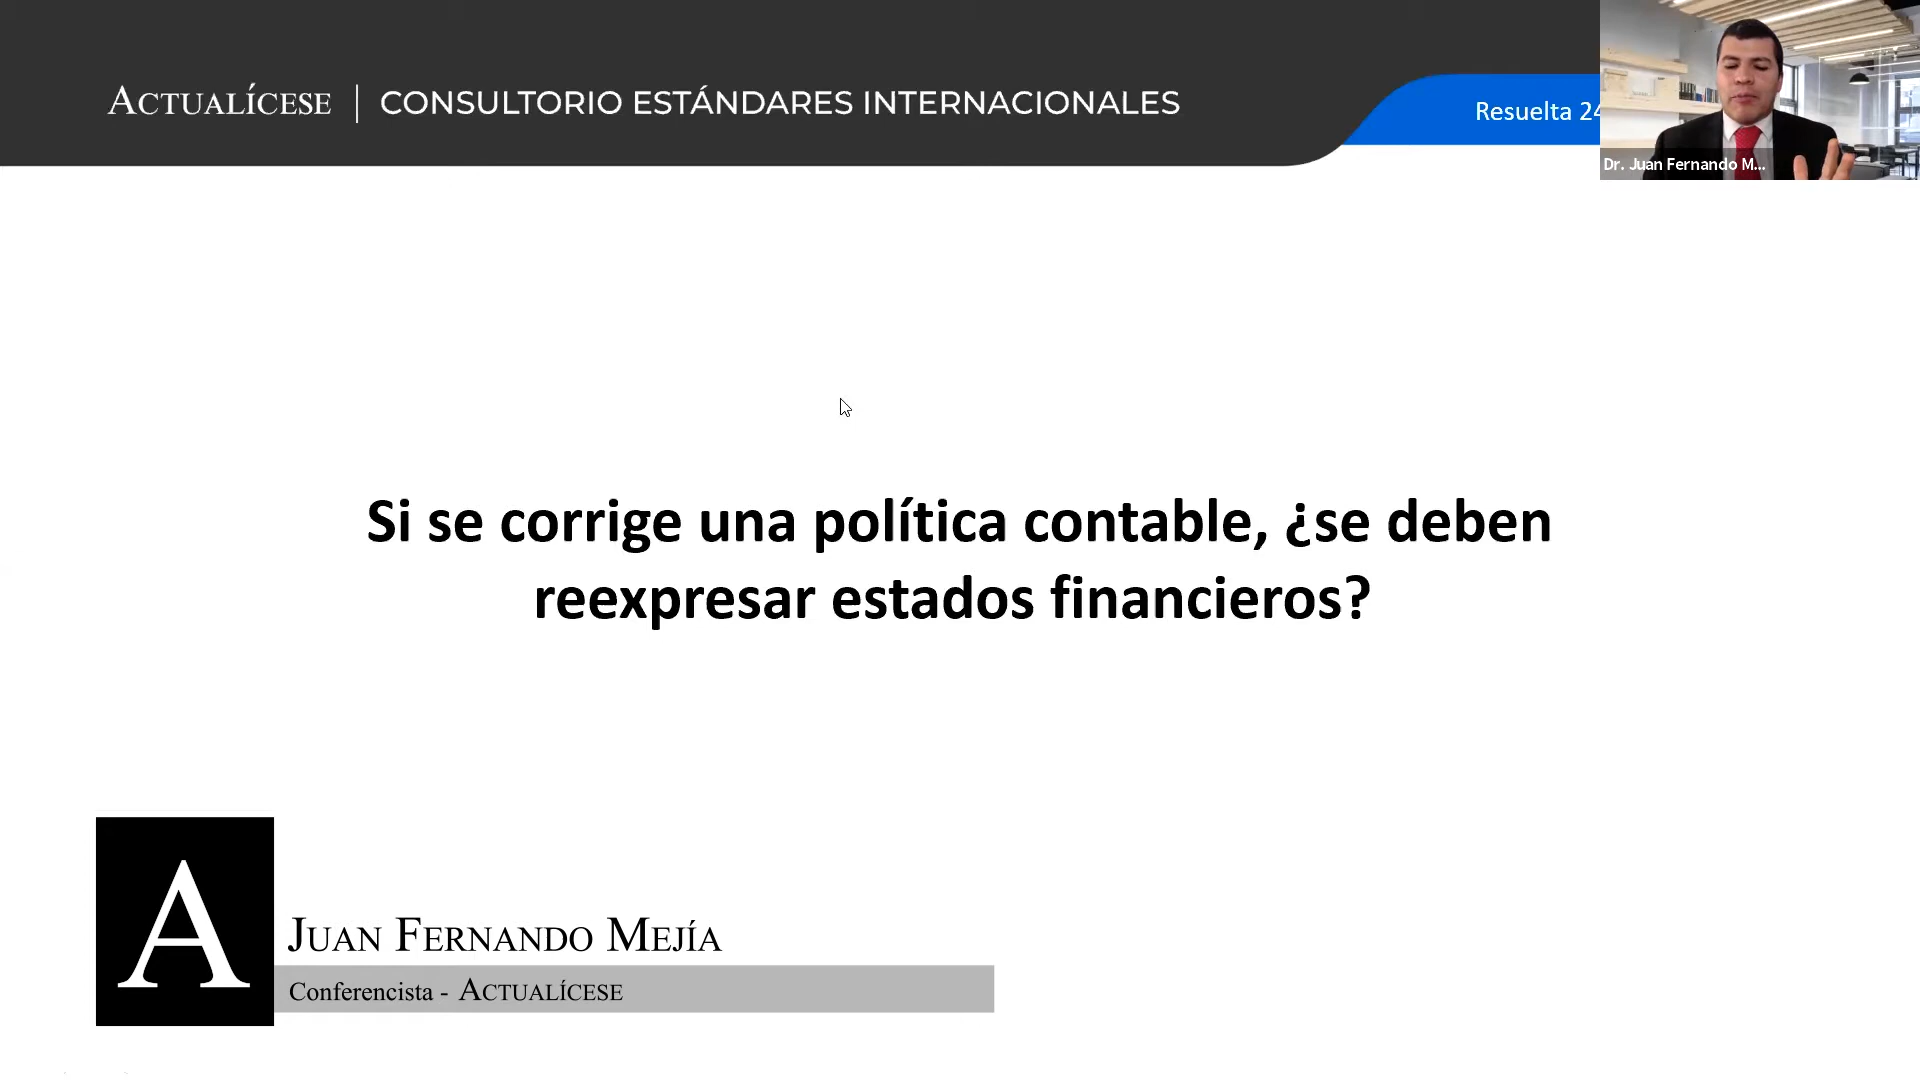 ACTUALÍCESE | CONSULTORIO ESTÁNDARES INTERNACIONALES
Resuelta
Dr. Juan Fernando M...
Si se corrige una política contable, ¿se deben
reexpresar estados financieros?
A
JUAN FERNANDO MEJÍA
Conferencista - ACTUALÍCESE